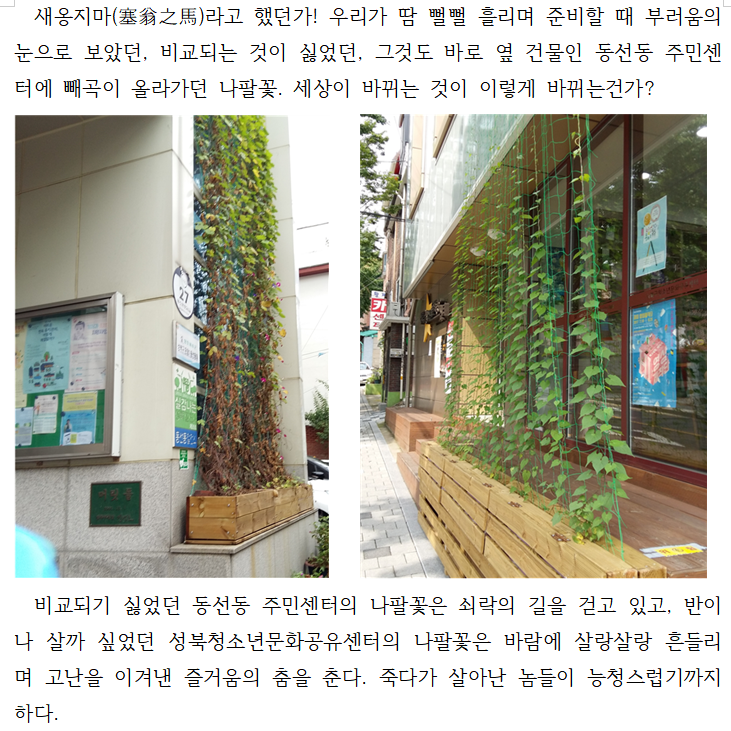 새옹지마(塞翁之馬)라고 했던가! 우리가 땀 뻘뻘 흘리며 준비할 때 부러움의
눈으로 보았던, 비교되는 것이 싫었던, 그것도 바로 옆 건물인 동선동 주민센
터에 빼곡이 올라가던 나팔꽃. 세상이 바뀌는 것이 이렇게 바뀌는건가?
27
비교되기 싫었던 동선동 주민센터의 나팔꽃은 쇠락의 길을 걷고 있고, 반이
나 살까 싶었던 성북청소년문화공유센터의 나팔꽃은 바람에 살랑살랑 흔들리
며 고난을 이겨낸 즐거움의 춤을 춘다. 죽다가 살아난 놈들이 능청스럽기까지
하다.